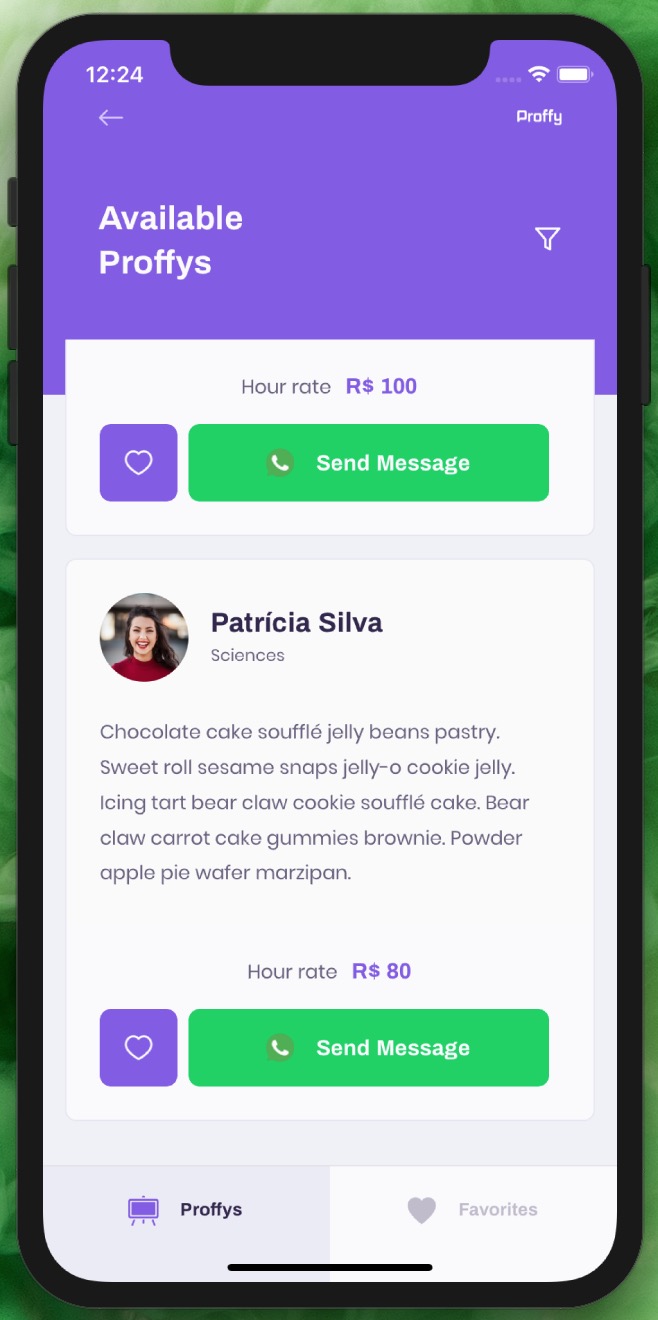 12:24
Proffy
Available
Proffys
Hour rate R$ 100
Send Message
Patrícia Silva
Sciences
Chocolate cake soufflé jelly beans pastry.
Sweet roll sesame snaps jelly-o cookie jelly.
Icing tart bear claw cookie soufflé cake. Bear
claw carrot cake gummies brownie. Powder
apple pie wafer marzipan.
Hour rate R$ 80
Send Message
Proffys
Favorites